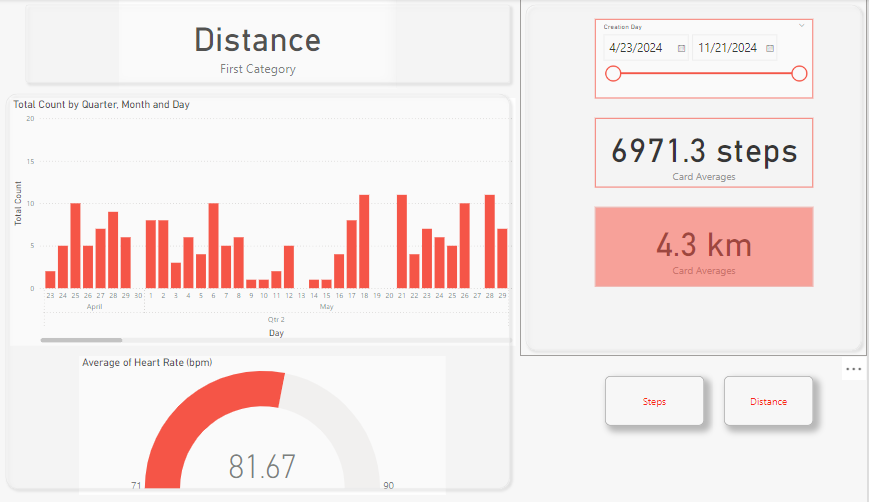 Distance
First Category
Creation Day
4/23/2024 11/21/2024
6971.3 steps
Card Averages
4.3 km
Card Averages
Total Count by Quarter, Month and Day
Total Count
20
15
10
5
0
23 24 25 26 27 28 29 30 1 2 3 4 5 6 7 8 9 10 11 12 13 14 15 16 17 18 19 20 21 22 23 24 25 26 27 28 29
April May
Qtr 2
Day
Average of Heart Rate (bpm)
81.67
71 90
Steps Distance